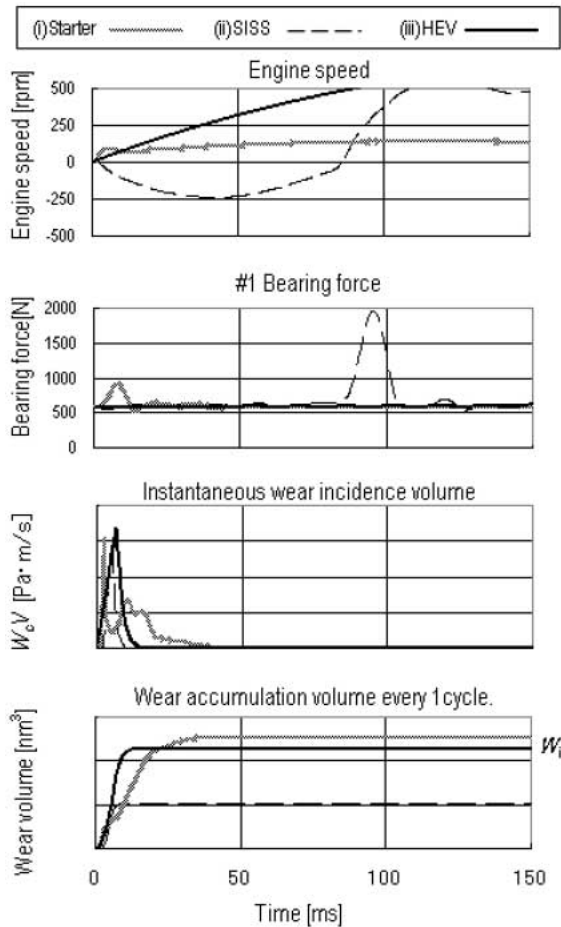 (i)Starter (ii)SISS (iii)HEV
Engine speed
Engine speed [rpm]
500
250
0
-250
-500
#1 Bearing force
Bearing force[N]
2000
1500
1000
500
0
Instantaneous wear incidence volume
WcV [Pa·m/s]
Wear accumulation volume every 1cycle.
Wear volume [nm³]
Wi
0 50 100 150
Time [ms]